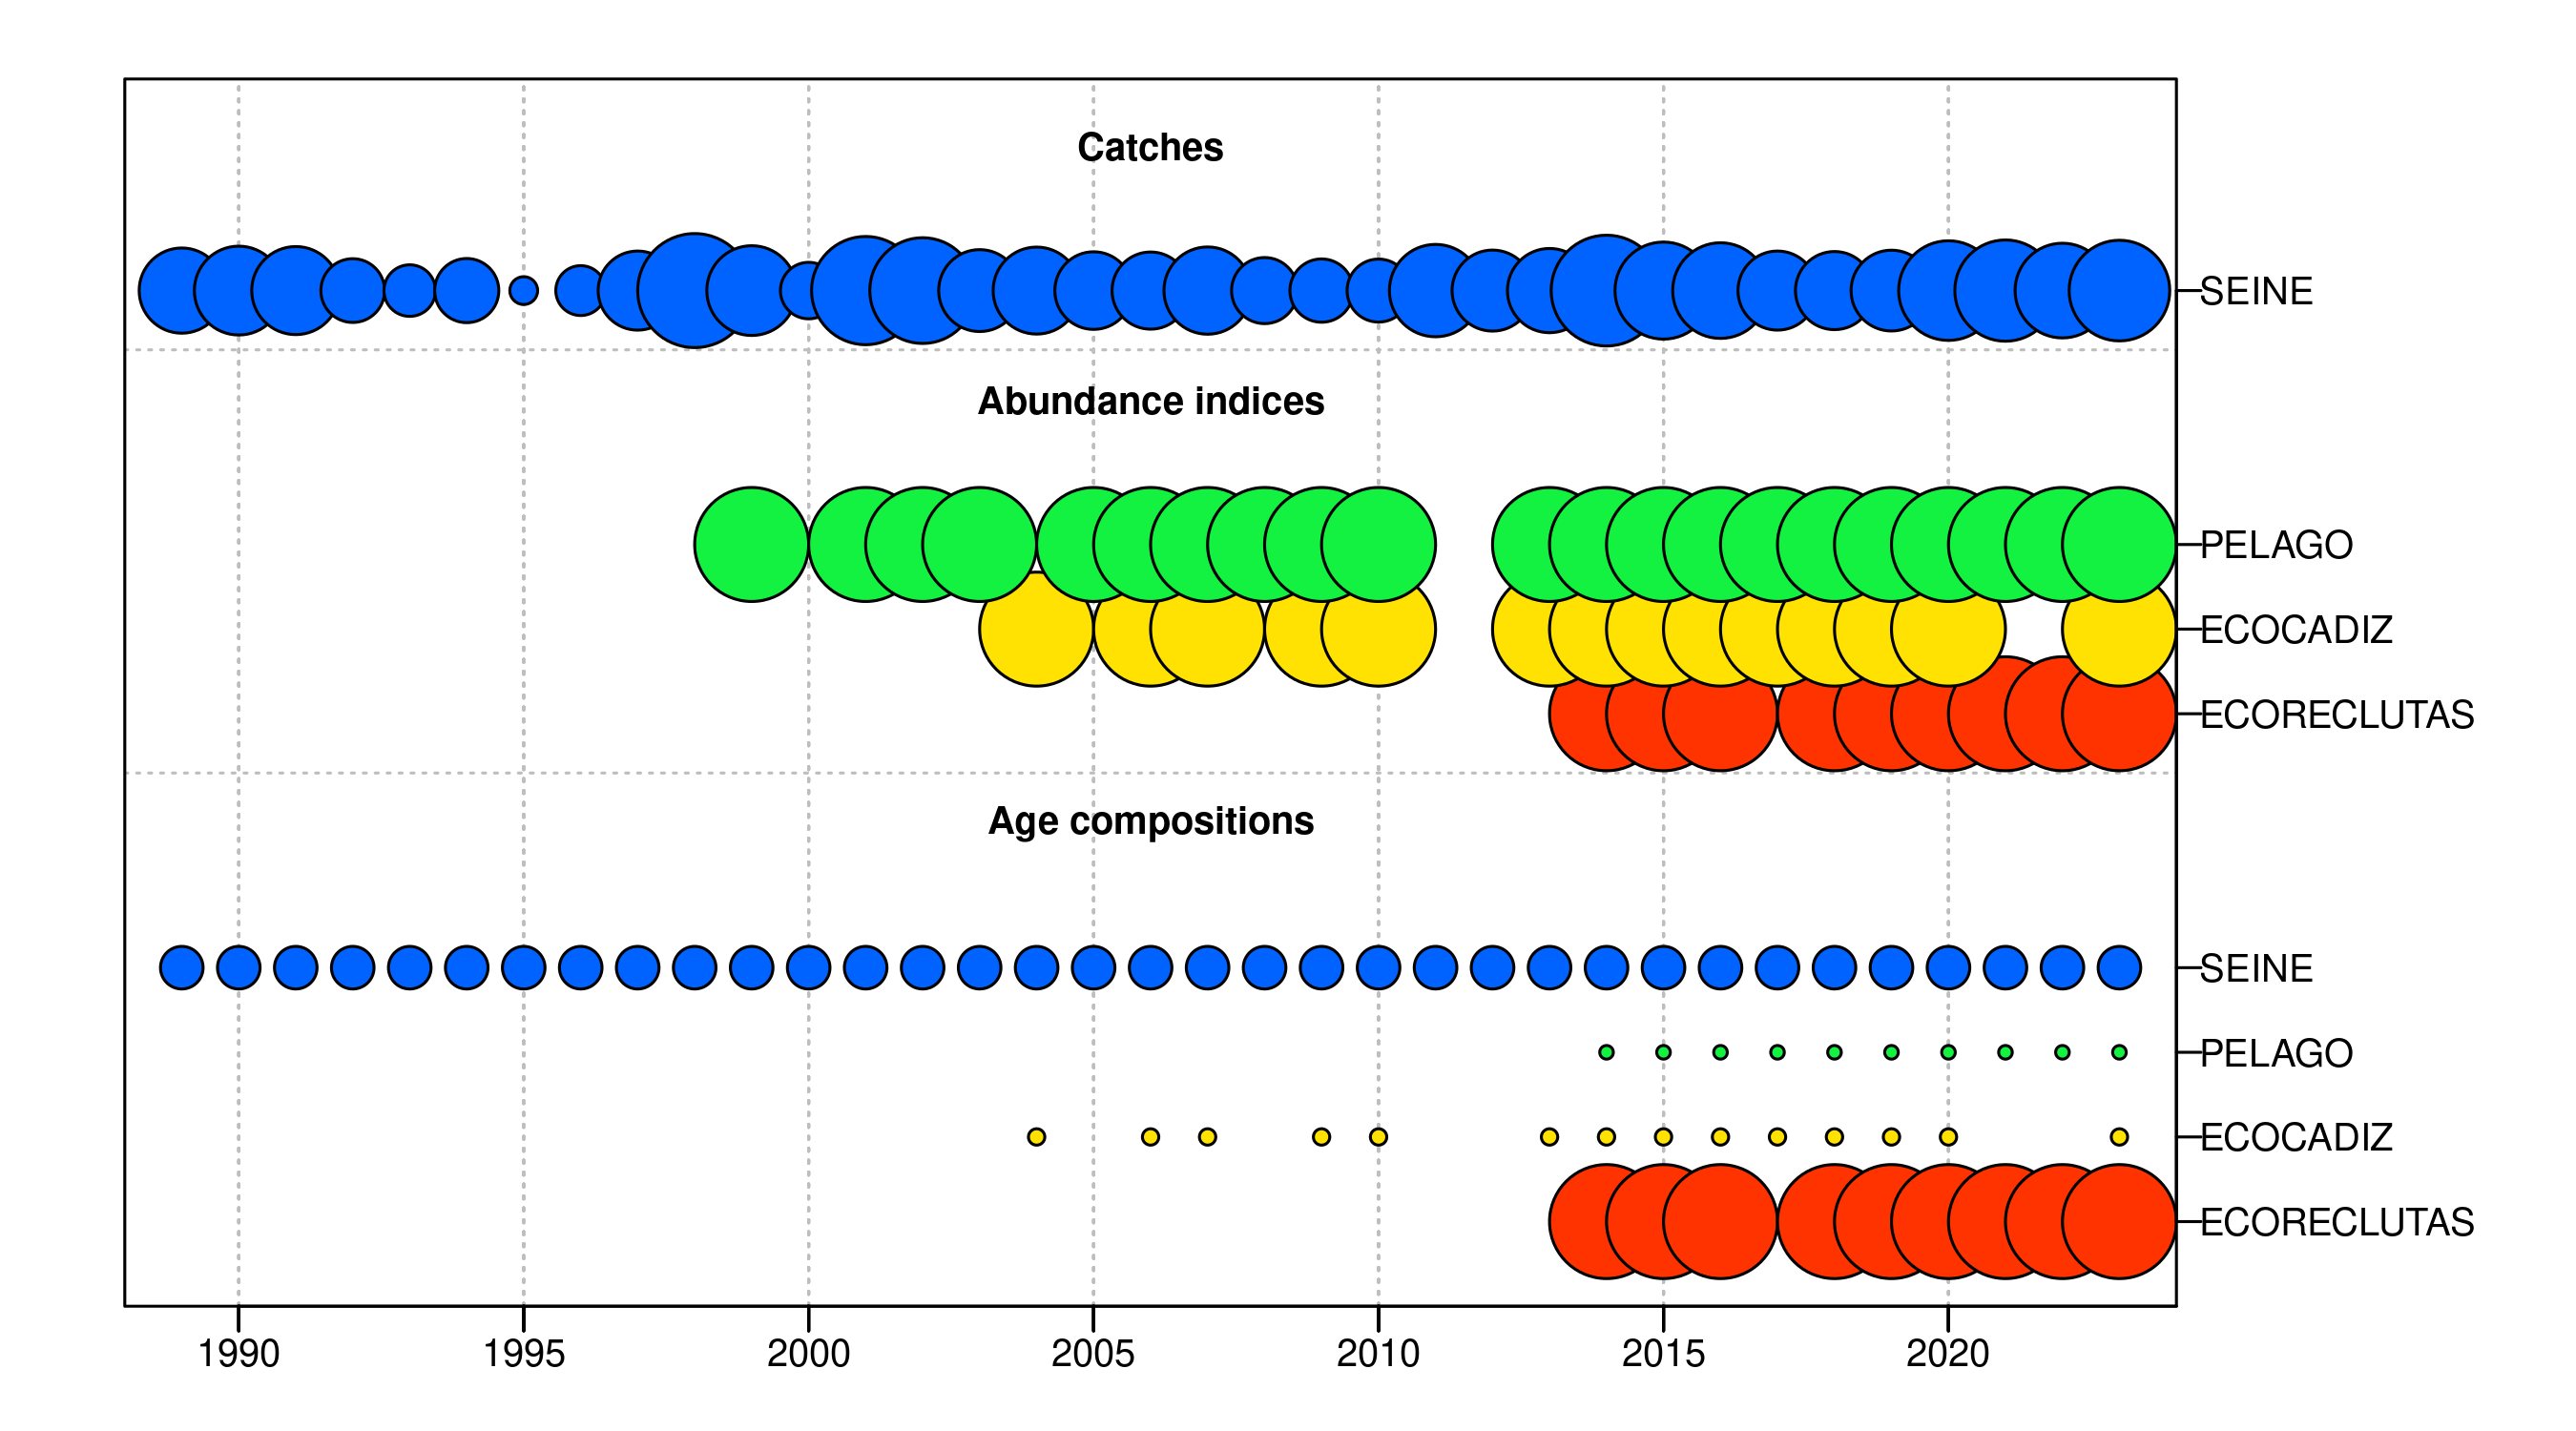 Catches
SEINE
Abundance indices
PELAGO
ECOCADIZ
ECORECLUTAS
Age compositions
SEINE
PELAGO
ECOCADIZ
ECORECLUTAS
1990 1995 2000 2005 2010 2015 2020